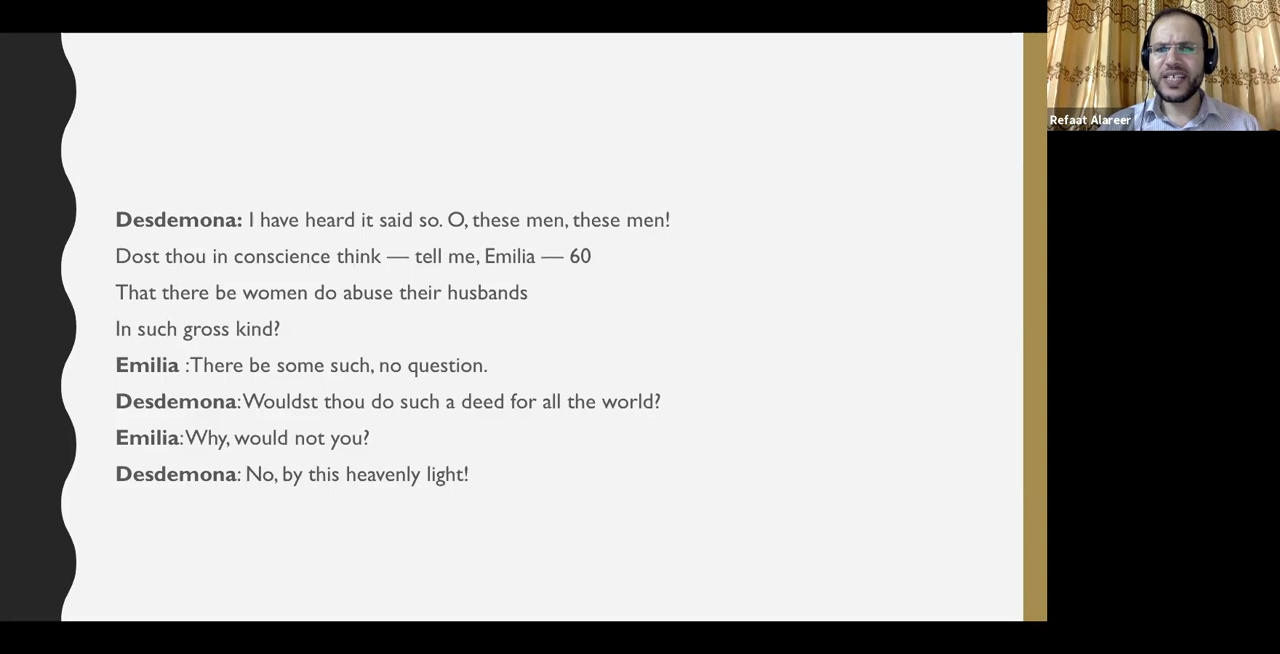 Desdemona: I have heard it said so. O, these men, these men!
Dost thou in conscience think — tell me, Emilia — 60
That there be women do abuse their husbands
In such gross kind?
Emilia :There be some such, no question.
Desdemona:Wouldst thou do such a deed for all the world?
Emilia:Why, would not you?
Desdemona: No, by this heavenly light!
Refaat Alareer